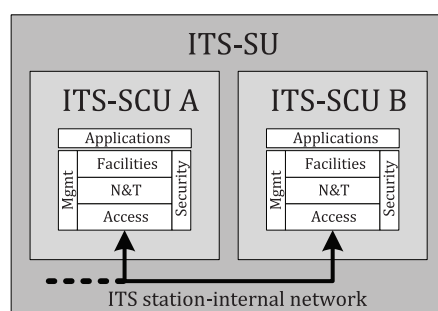 ITS-SU
ITS-SCU A
Applications
Mgmt
Facilities
N&T
Access
Security
ITS-SCU B
Applications
Mgmt
Facilities
N&T
Access
Security
ITS station-internal network